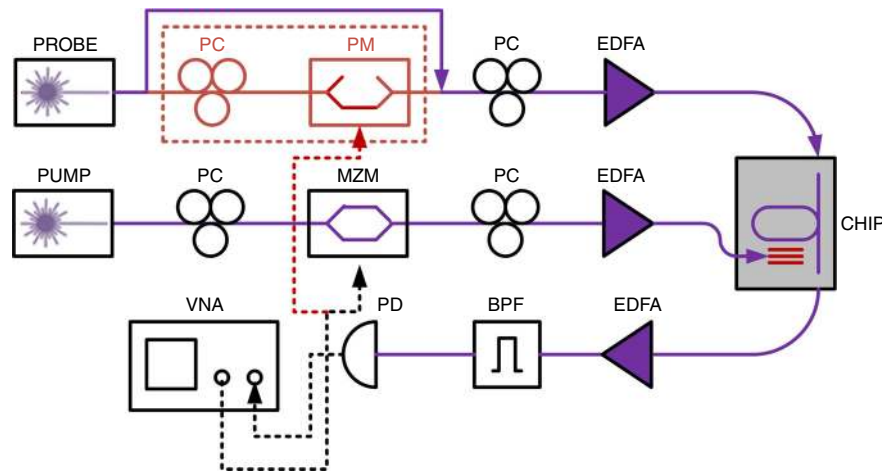 PROBE
PC
PM
PC
EDFA
PUMP
PC
MZM
PC
EDFA
CHIP
VNA
PD
BPF
EDFA